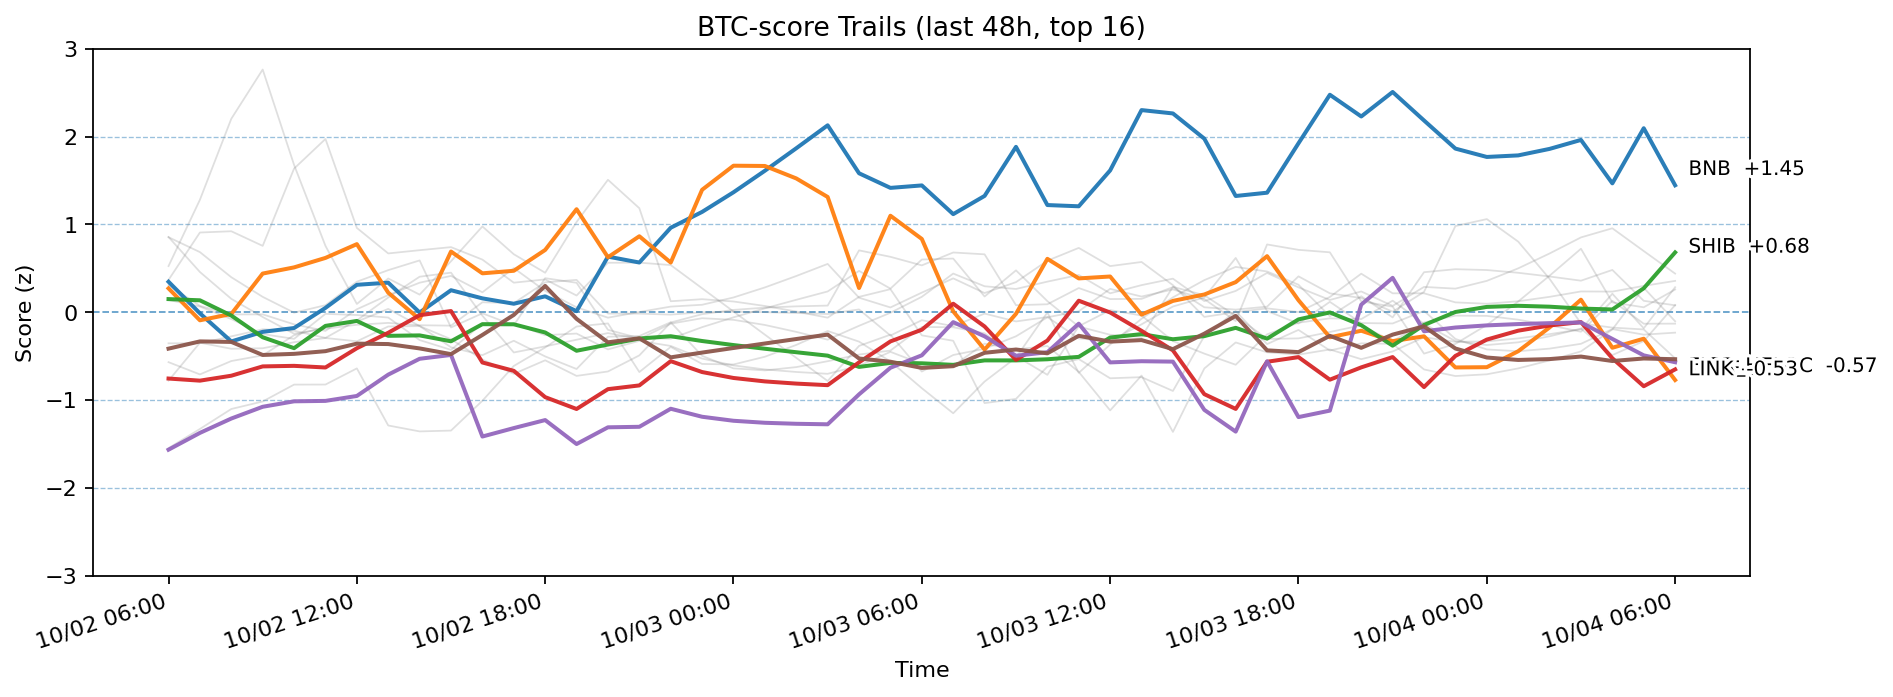 BTC-score Trails (last 48h, top 16)
Score (z)
3
2
1
0
−1
−2
−3
BNB +1.45
SHIB +0.68
C -0.57
LINK -0.53
10/02 06:00
10/02 12:00
10/02 18:00
10/03 00:00
10/03 06:00
10/03 12:00
10/03 18:00
10/04 00:00
10/04 06:00
Time